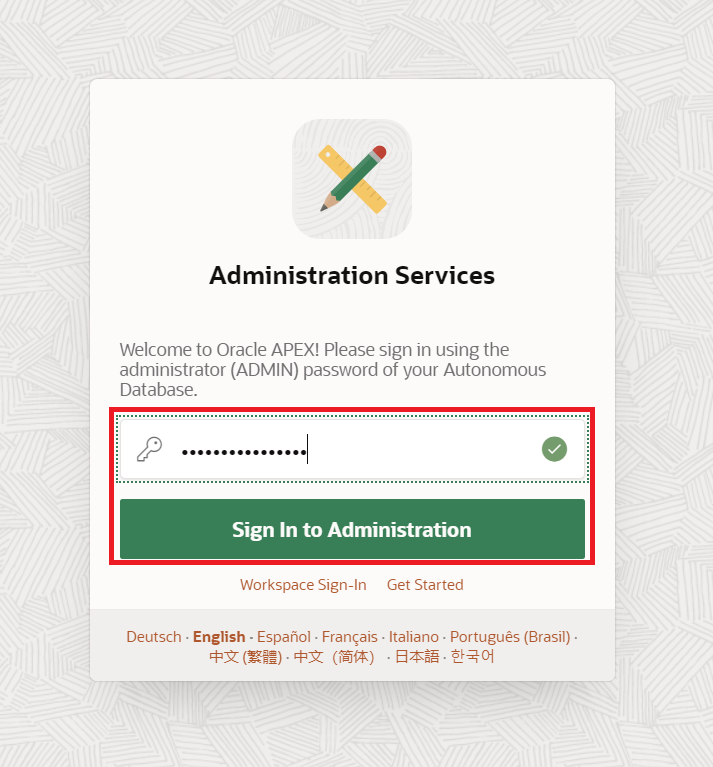 Administration Services
Welcome to Oracle APEX! Please sign in using the
administrator (ADMIN) password of your Autonomous
Database.
••••••••••••••••
Sign In to Administration
Workspace Sign-In Get Started
Deutsch · English · Español · Français · Italiano · Português (Brasil) ·
中文 (繁體) · 中文（简体） · 日本語 · 한국어